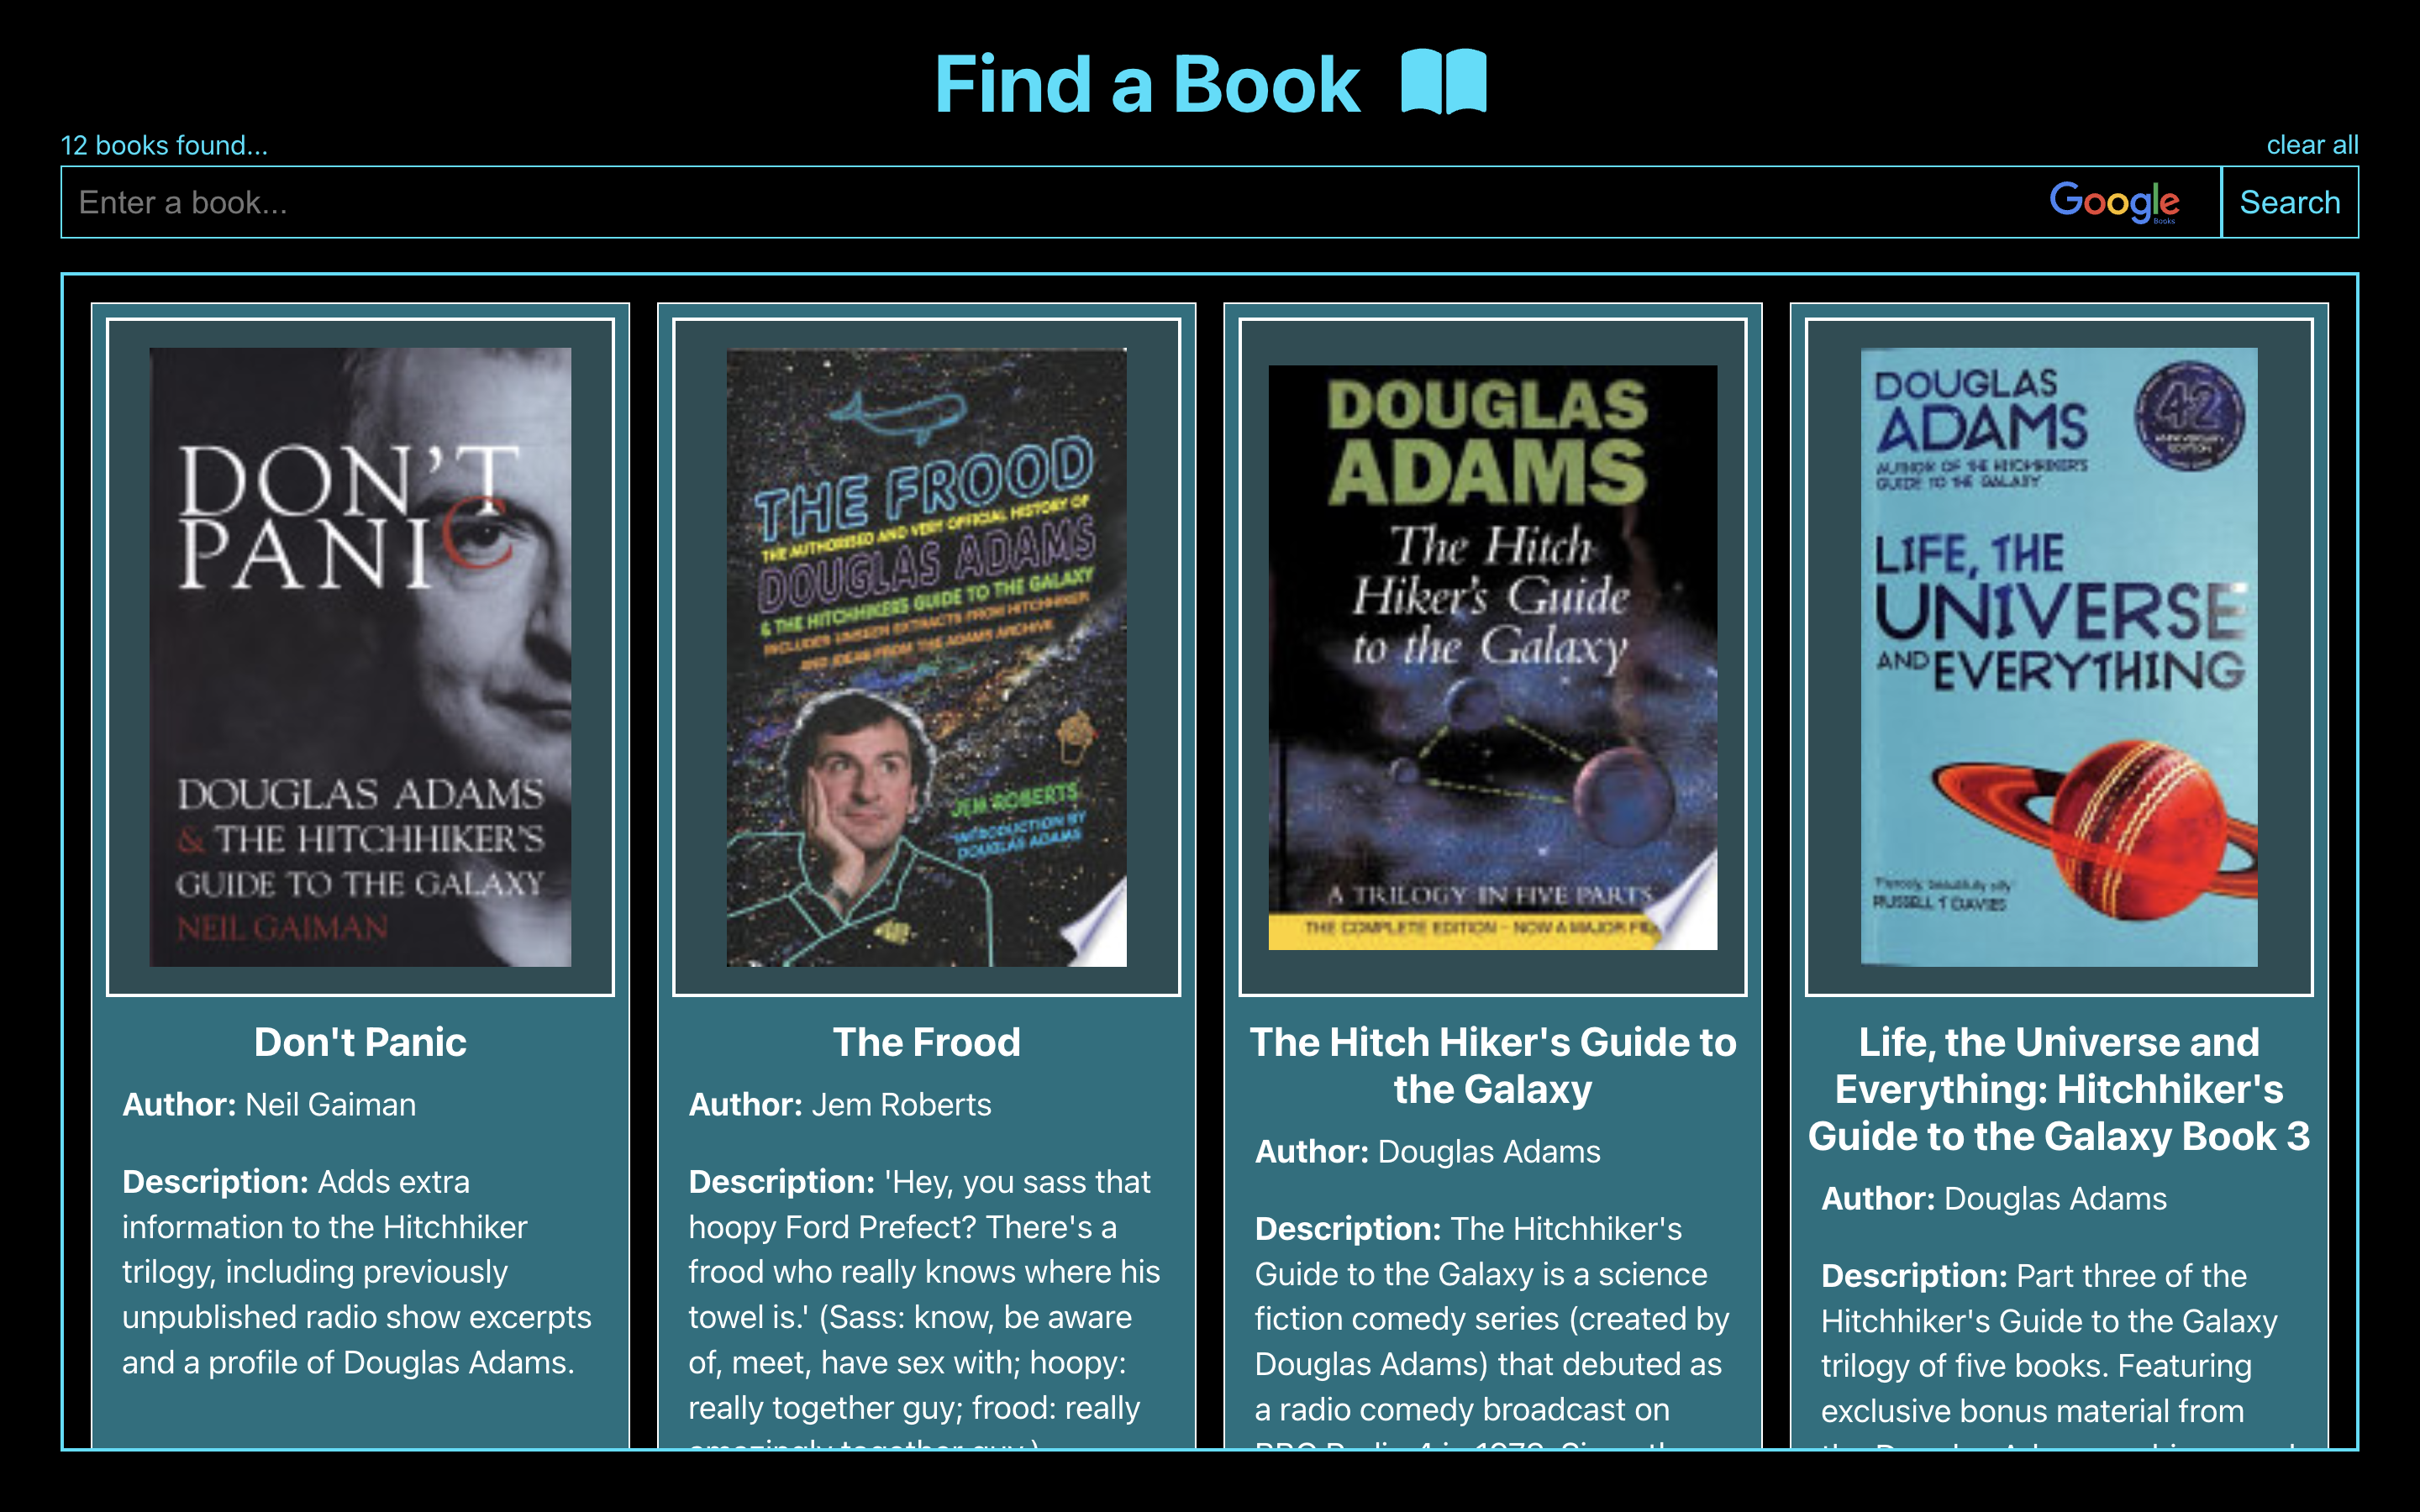 Find a Book
12 books found...
clear all
Enter a book...
Google
Books
Search
DON'T
PANIC
DOUGLAS ADAMS
& THE HITCHHIKER'S
GUIDE TO THE GALAXY
NEIL GAIMAN
THE FROOD
THE AUTHORISED AND VERY OFFICIAL HISTORY OF
DOUGLAS ADAMS
& THE HITCHHIKER'S GUIDE TO THE GALAXY
INCLUDES UNSEEN EXTRACTS FROM HITCHHIKER
AND IDEAS FROM THE ADAMS ARCHIVE
JEM ROBERTS
INTRODUCTION BY
DOUGLAS ADAMS
DOUGLAS
ADAMS
The Hitch
Hiker's Guide
to the Galaxy
A TRILOGY IN FIVE PARTS
THE COMPLETE EDITION - NOW A MAJOR
DOUGLAS
ADAMS
AUTHOR OF THE HITCHHIKER'S
GUIDE TO THE GALAXY
42
ANNIVERSARY
EDITION
LIFE, THE
UNIVERSE
AND EVERYTHING
beautifully silly'
RUSSELL T DAVIES
Don't Panic
Author: Neil Gaiman
Description: Adds extra
information to the Hitchhiker
trilogy, including previously
unpublished radio show excerpts
and a profile of Douglas Adams.
The Frood
Author: Jem Roberts
Description: 'Hey, you sass that
hoopy Ford Prefect? There's a
frood who really knows where his
towel is.' (Sass: know, be aware
of, meet, have sex with; hoopy:
really together guy; frood: really
amazingly together guy.)
The Hitch Hiker's Guide to
the Galaxy
Author: Douglas Adams
Description: The Hitchhiker's
Guide to the Galaxy is a science
fiction comedy series (created by
Douglas Adams) that debuted as
a radio comedy broadcast on
Life, the Universe and
Everything: Hitchhiker's
Guide to the Galaxy Book 3
Author: Douglas Adams
Description: Part three of the
Hitchhiker's Guide to the Galaxy
trilogy of five books. Featuring
exclusive bonus material from